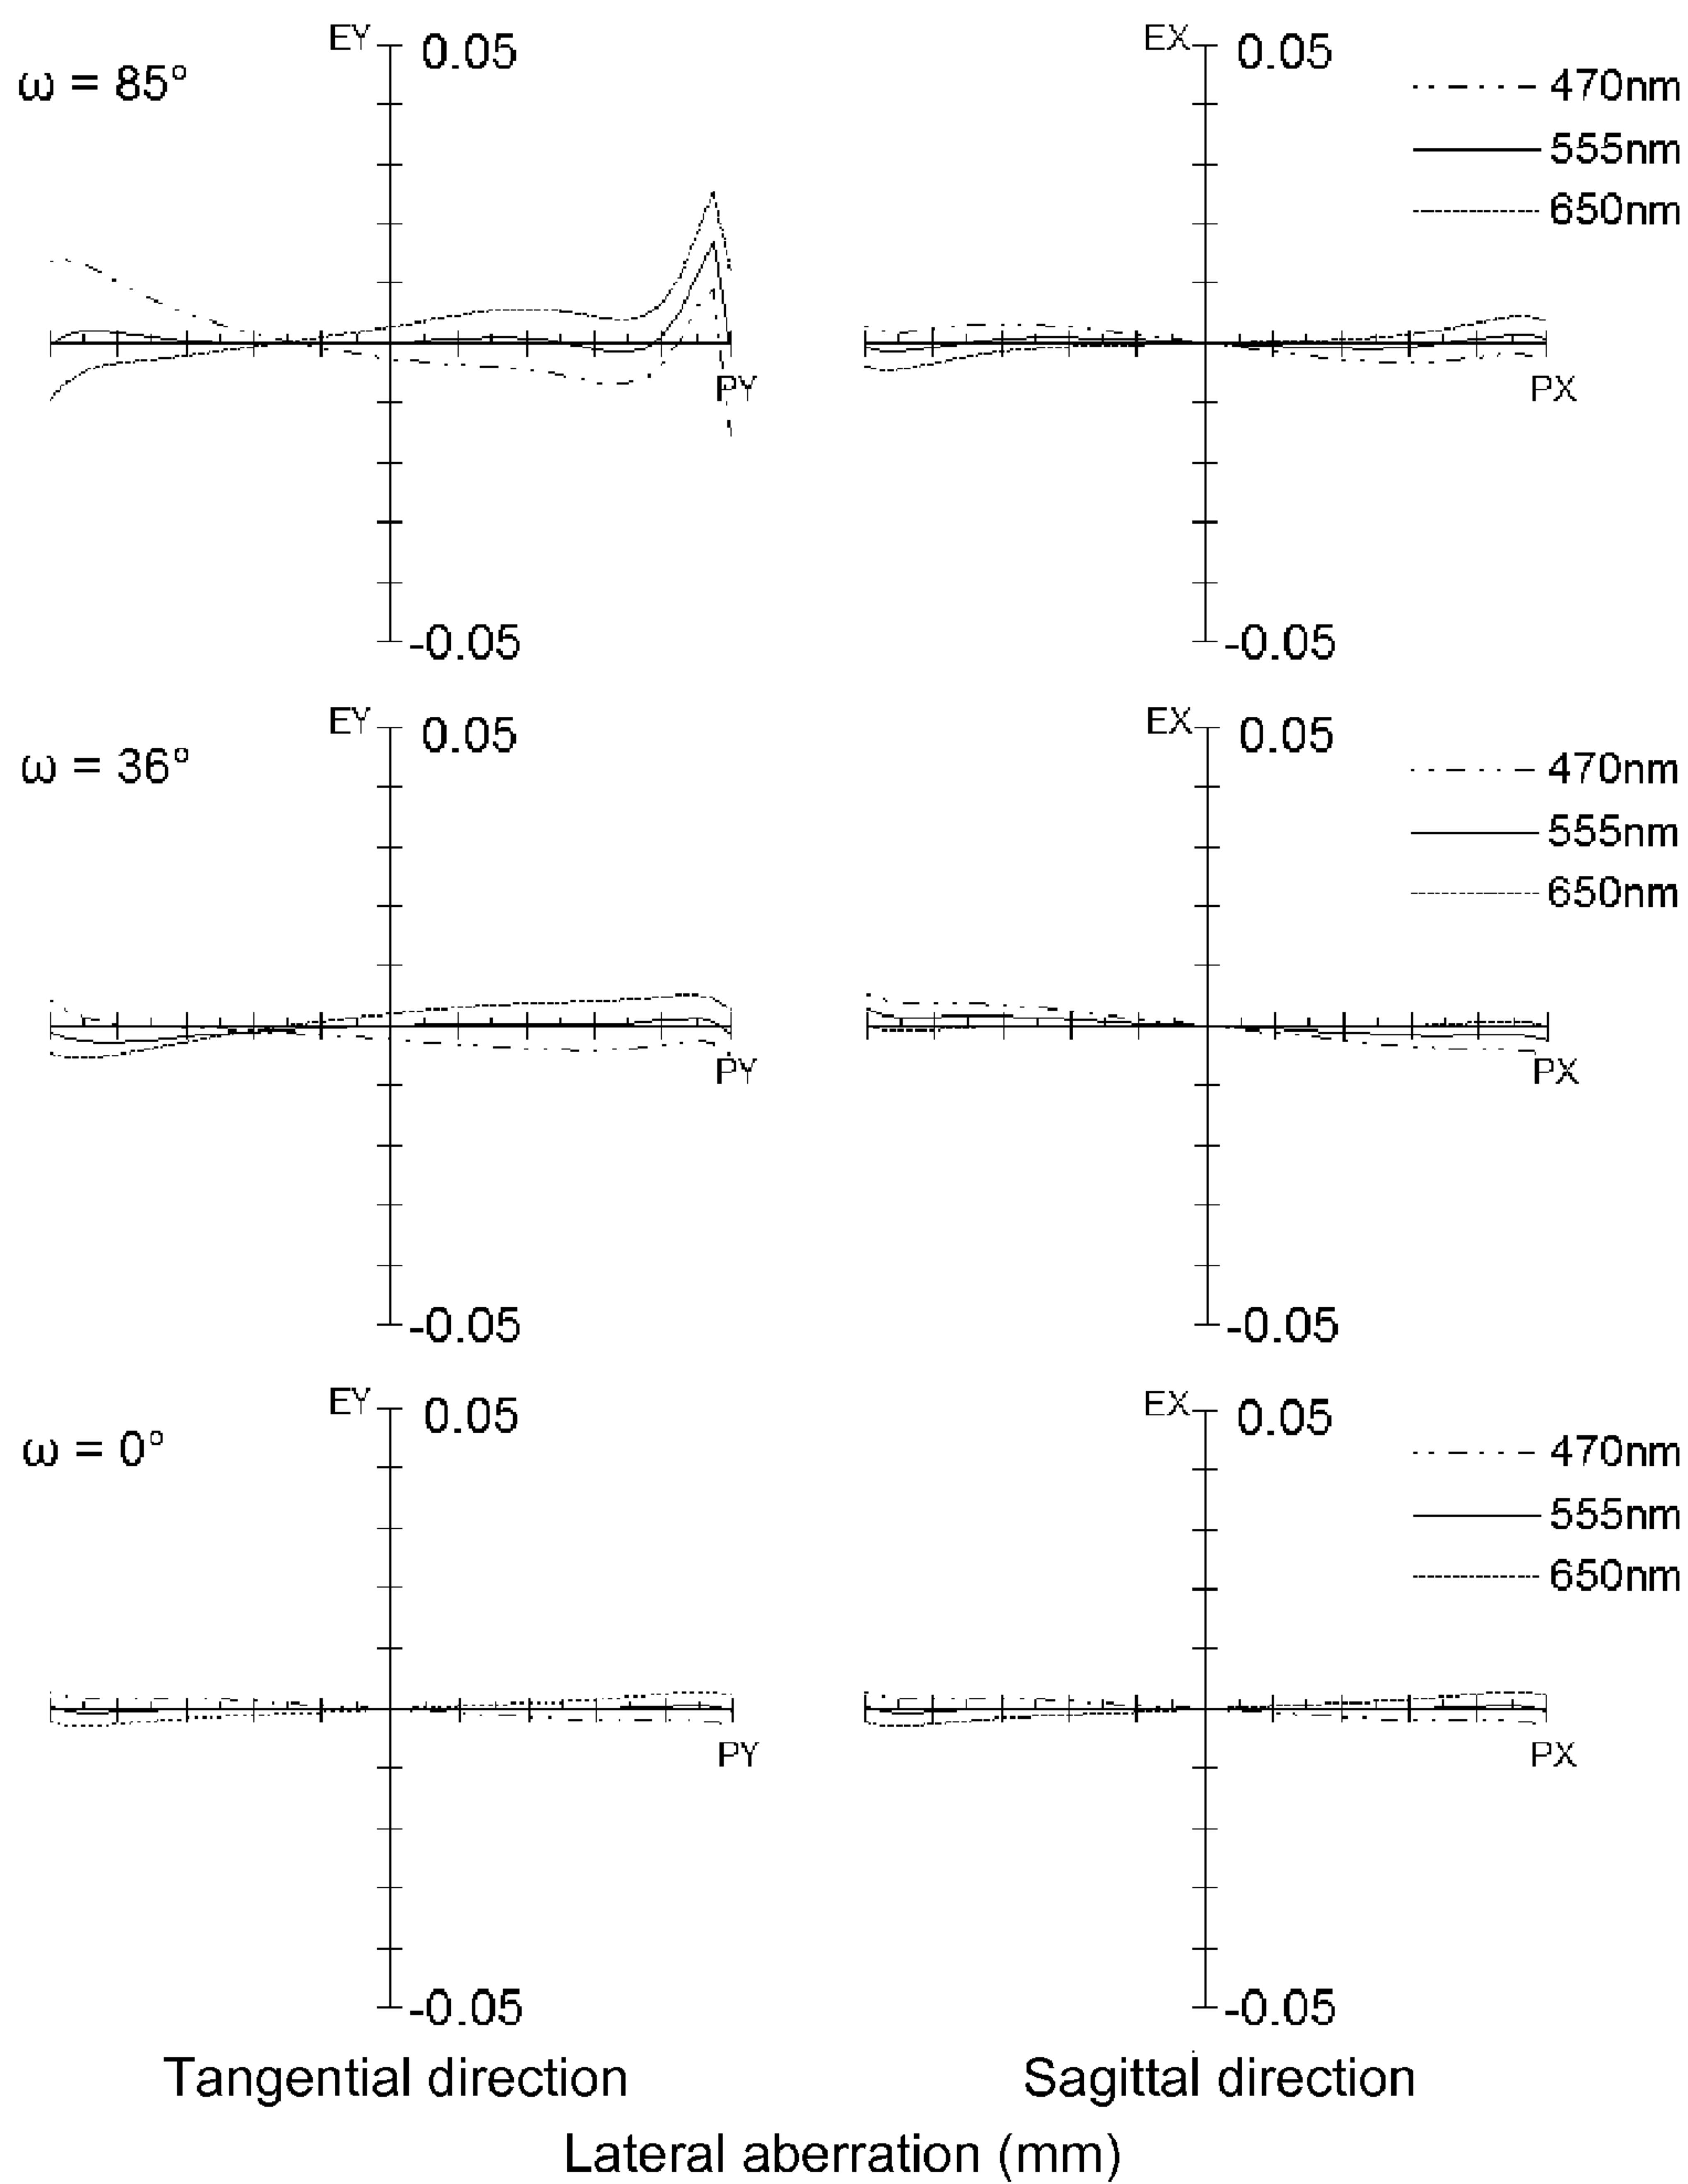 EY 0.05 EX 0.05
ω = 85° 470nm
555nm
650nm
PY PX
-0.05 -0.05
EY 0.05 EX 0.05
ω = 36° 470nm
555nm
650nm
PY PX
-0.05 -0.05
EY 0.05 EX 0.05
ω = 0° 470nm
555nm
650nm
PY PX
-0.05 -0.05
Tangential direction Sagittal direction
Lateral aberration (mm)